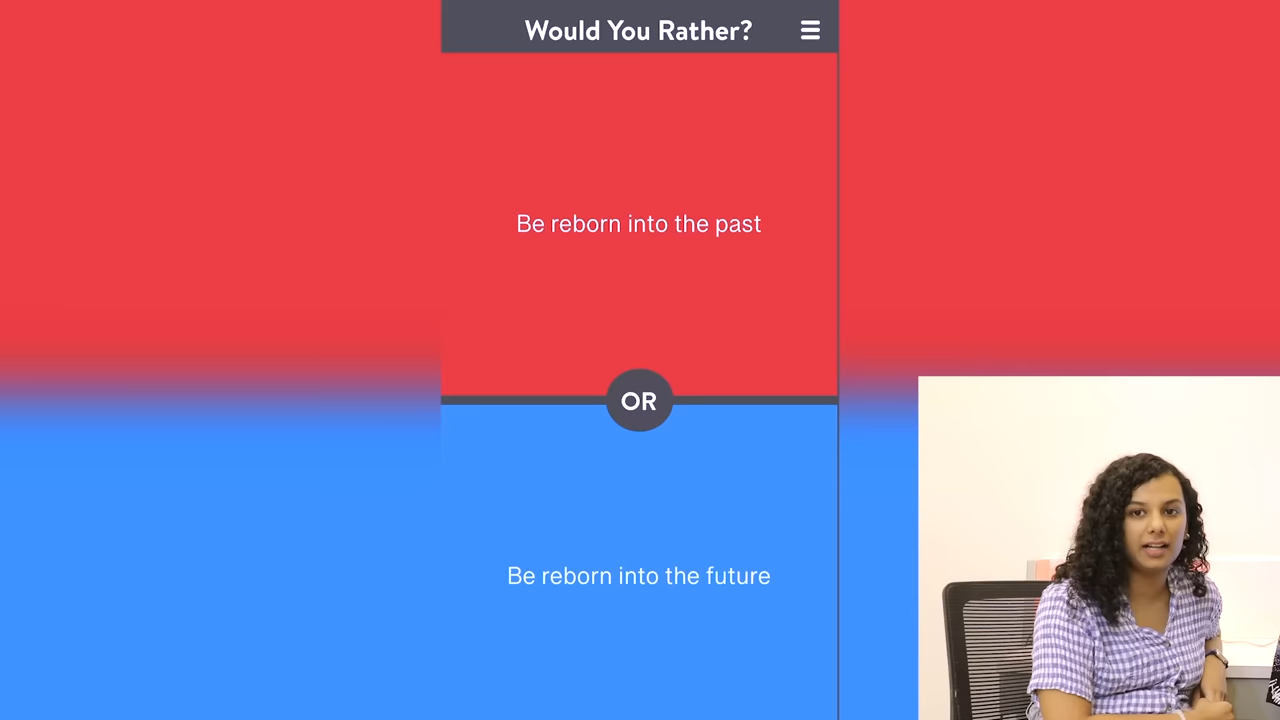 Would You Rather?
Be reborn into the past
OR
Be reborn into the future